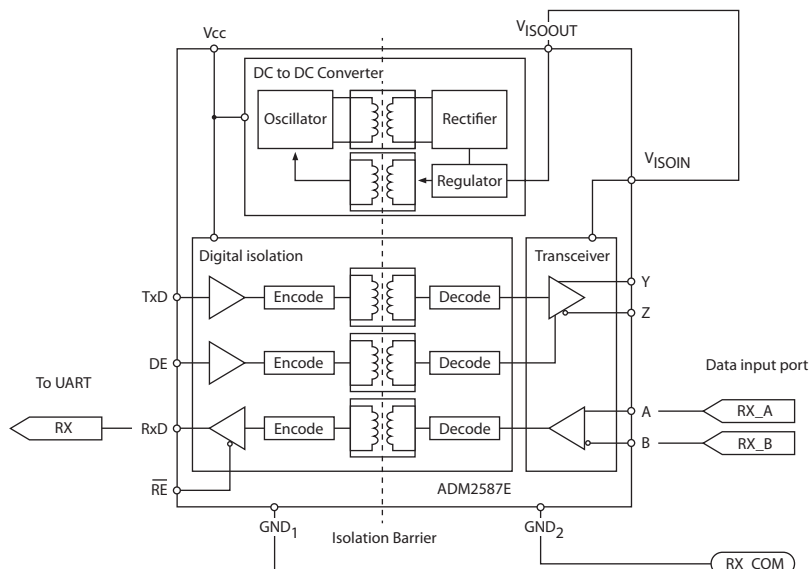 Vcc
VISOOUT
DC to DC Converter
Oscillator
Rectifier
Regulator
VISOIN
Digital isolation
Transceiver
TxD
Encode
Decode
Y
Z
DE
Encode
Decode
To UART
Data input port
RX
RxD
Encode
Decode
A
RX_A
B
RX_B
RE
ADM2587E
GND1
Isolation Barrier
GND2
RX_COM